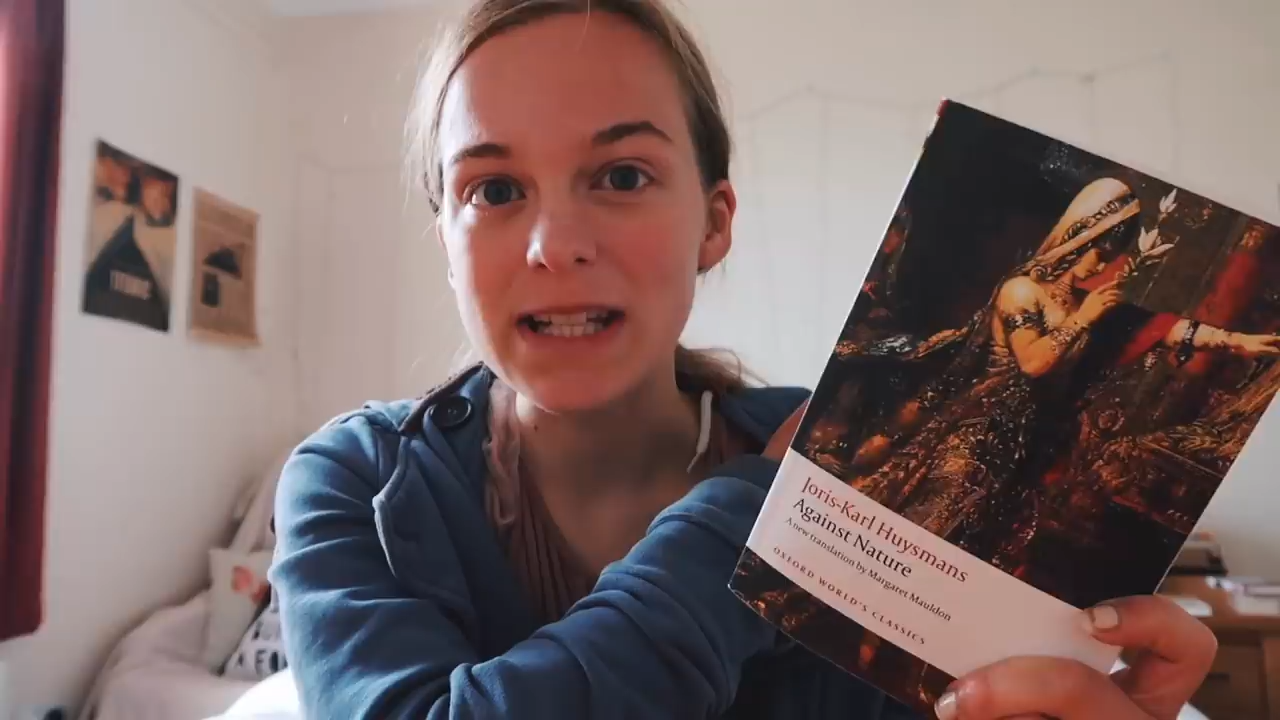 Joris-Karl Huysmans
Against Nature
A new translation by Margaret Mauldon
OXFORD WORLD'S CLASSICS